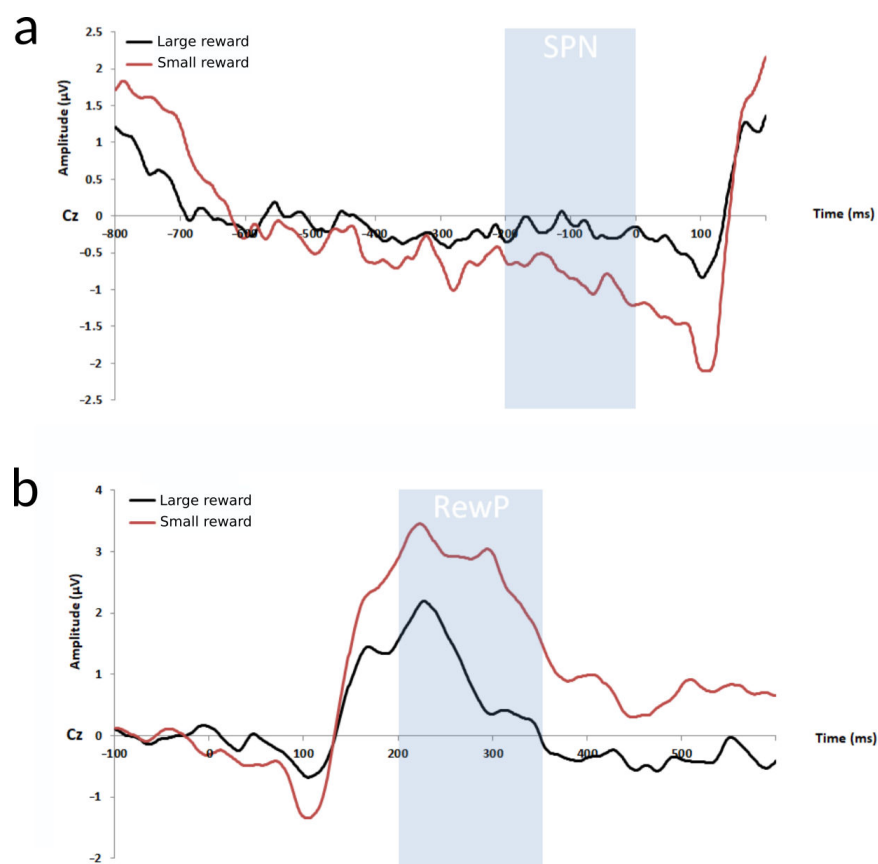 a
Large reward
Small reward
SPN
Amplitude (µV)
2.5
2
1.5
1
0.5
0
−0.5
−1
−1.5
−2
−2.5
Cz
-800 -700 -600 -500 -400 -300 -200 -100 0 100
Time (ms)
b
Large reward
Small reward
RewP
Amplitude (µV)
4
3
2
1
0
−1
−2
Cz
-100 0 100 200 300 400 500
Time (ms)